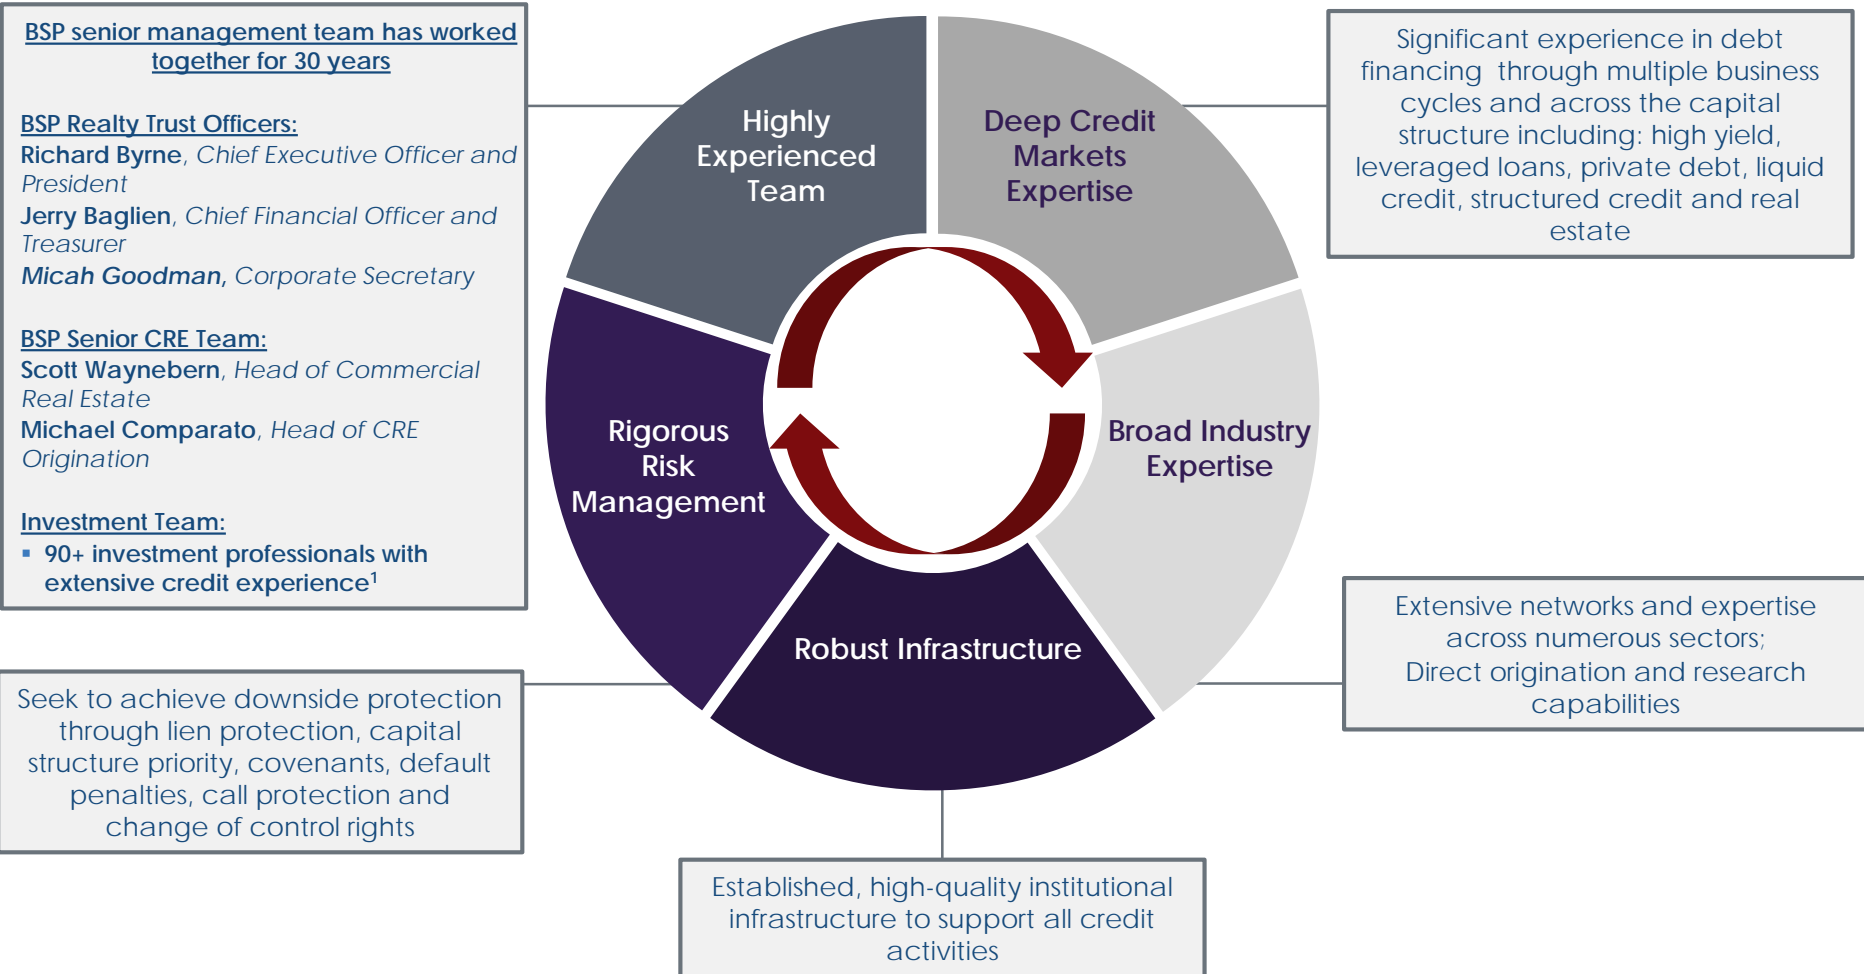 BSP senior management team has worked
together for 30 years
BSP Realty Trust Officers:
Richard Byrne, Chief Executive Officer and
President
Jerry Baglien, Chief Financial Officer and
Treasurer
Micah Goodman, Corporate Secretary
BSP Senior CRE Team:
Scott Waynebern, Head of Commercial
Real Estate
Michael Comparato, Head of CRE
Origination
Investment Team:
▪ 90+ investment professionals with
extensive credit experience¹
Highly
Experienced
Team
Deep Credit
Markets
Expertise
Significant experience in debt
financing through multiple business
cycles and across the capital
structure including: high yield,
leveraged loans, private debt, liquid
credit, structured credit and real
estate
Rigorous
Risk
Management
Broad Industry
Expertise
Robust Infrastructure
Extensive networks and expertise
across numerous sectors;
Direct origination and research
capabilities
Seek to achieve downside protection
through lien protection, capital
structure priority, covenants, default
penalties, call protection and
change of control rights
Established, high-quality institutional
infrastructure to support all credit
activities